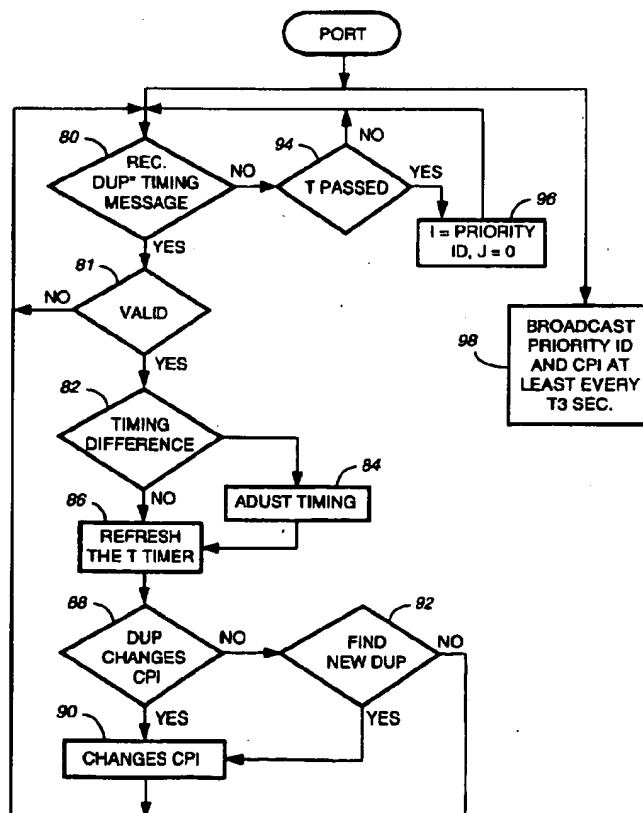 PORT
80
REC.
DUP" TIMING
MESSAGE
NO
94
T PASSED
NO
YES
96
I = PRIORITY
ID, J = 0
YES
81
VALID
NO
YES
98
BROADCAST
PRIORITY ID
AND CPI AT
LEAST EVERY
T3 SEC.
82
TIMING
DIFFERENCE
84
ADUST TIMING
NO
86
REFRESH
THE T TIMER
88
DUP
CHANGES
CPI
NO
92
FIND
NEW DUP
NO
YES
YES
90
CHANGES CPI